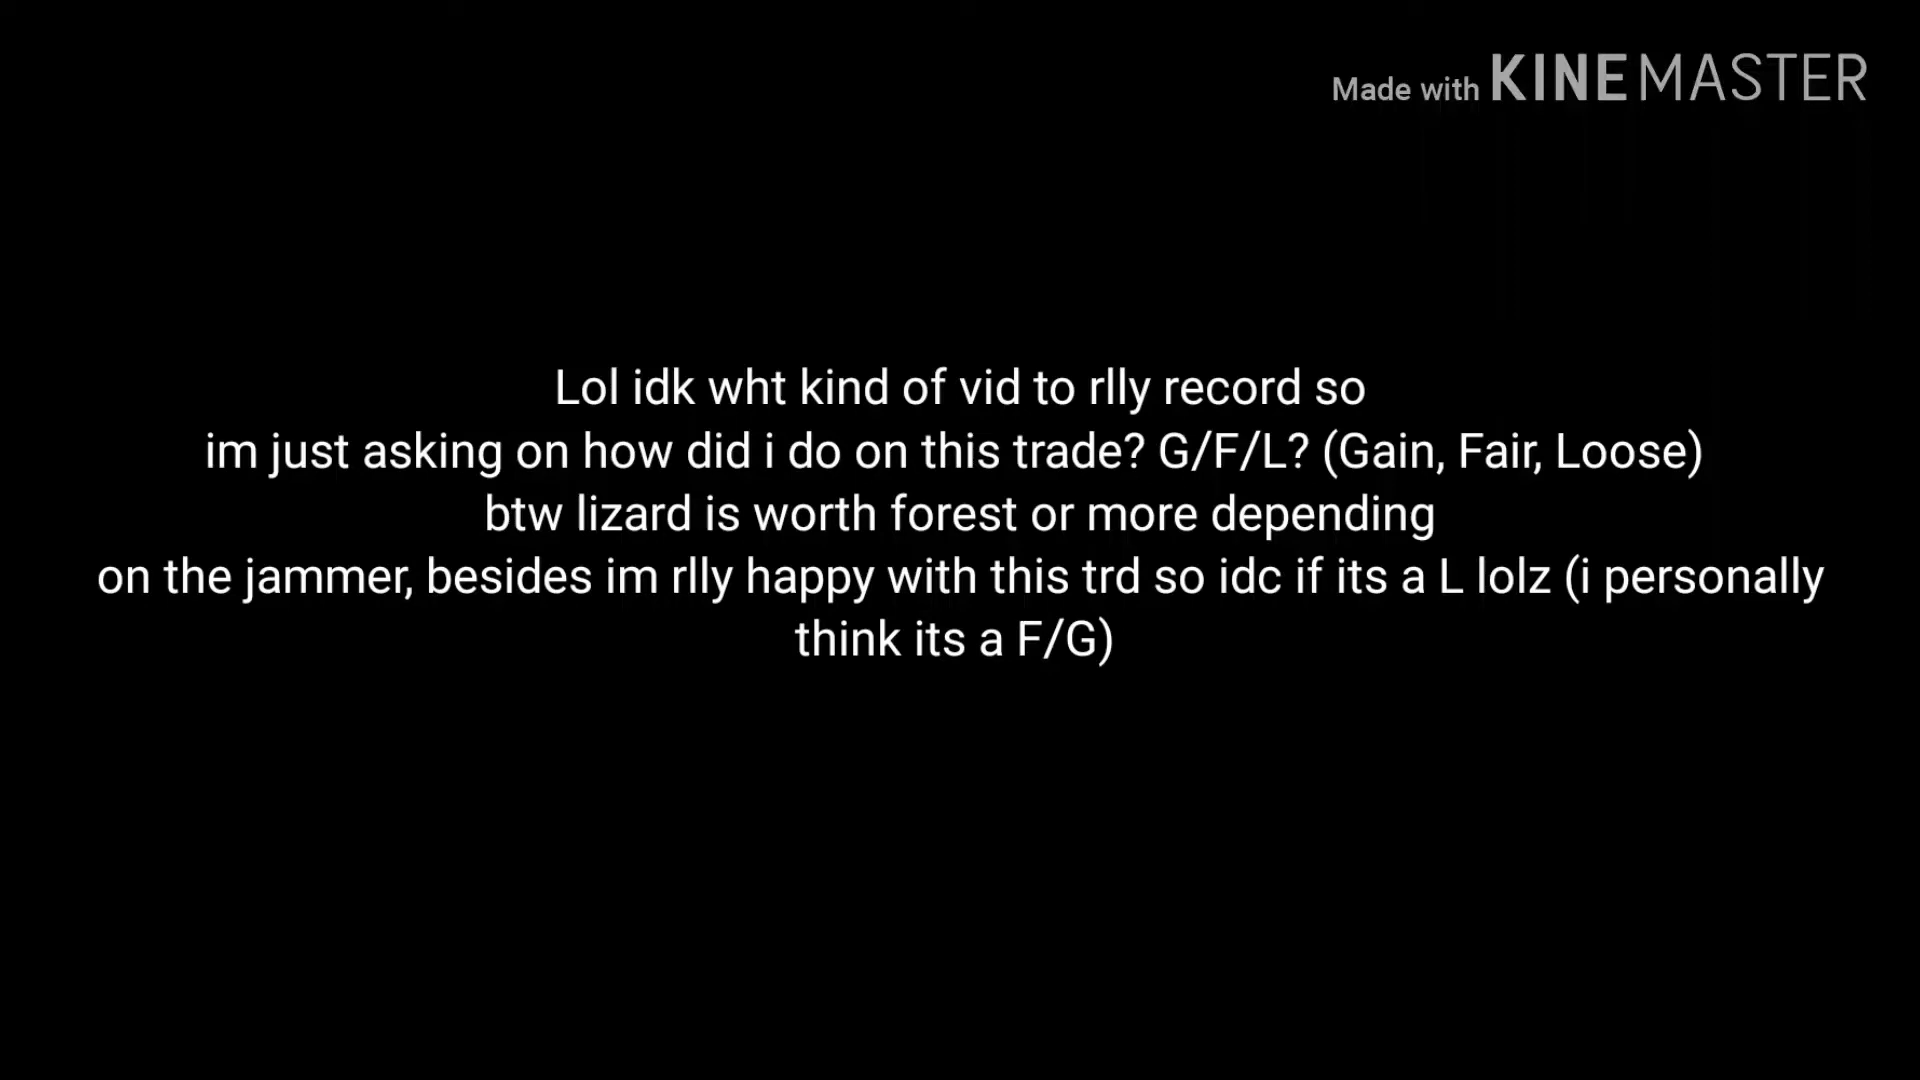 Made with KINEMASTER
Lol idk wht kind of vid to rlly record so
im just asking on how did i do on this trade? G/F/L? (Gain, Fair, Loose)
btw lizard is worth forest or more depending
on the jammer, besides im rlly happy with this trd so idc if its a L lolz (i personally
think its a F/G)